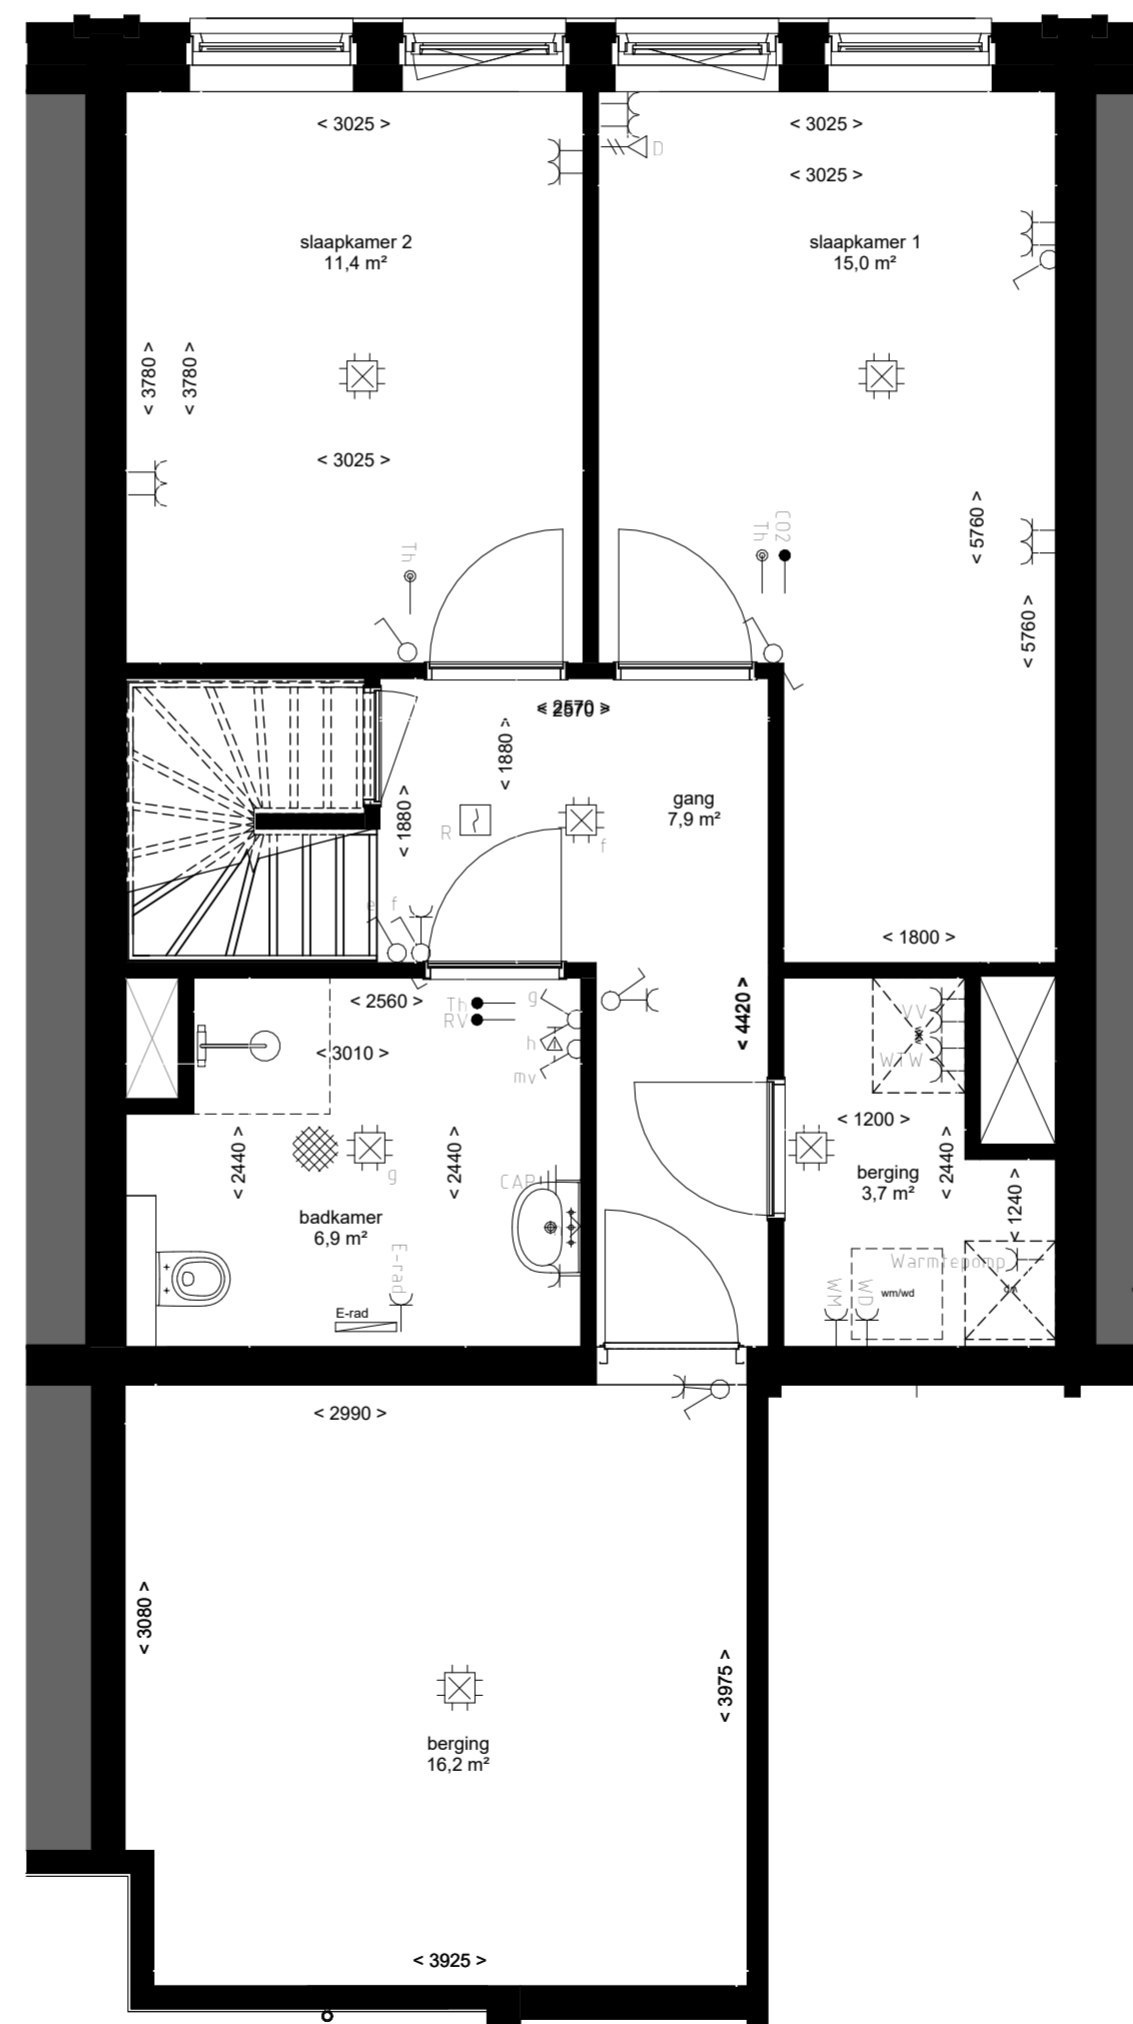 < 3025 >
< 3025 >
D
< 3025 >
slaapkamer 2
11,4 m²
slaapkamer 1
15,0 m²
< 3780 >
< 3780 >
< 3025 >
< 5760 >
Th
CO2
Th
< 5760 >
< 2570 >
< 1880 >
gang
7,9 m²
< 1880 >
R
f
e
f
< 1800 >
< 2560 >
Th
RV
g
< 4420 >
VV
h
WTW
< 3010 >
mv
< 1200 >
< 2440 >
< 2440 >
g
CAP
berging
3,7 m²
< 2440 >
< 1240 >
badkamer
6,9 m²
E-rad
Warmtepomp
WM
WD
wm/wd
E-rad
< 2990 >
< 3080 >
< 3975 >
berging
16,2 m²
< 3925 >